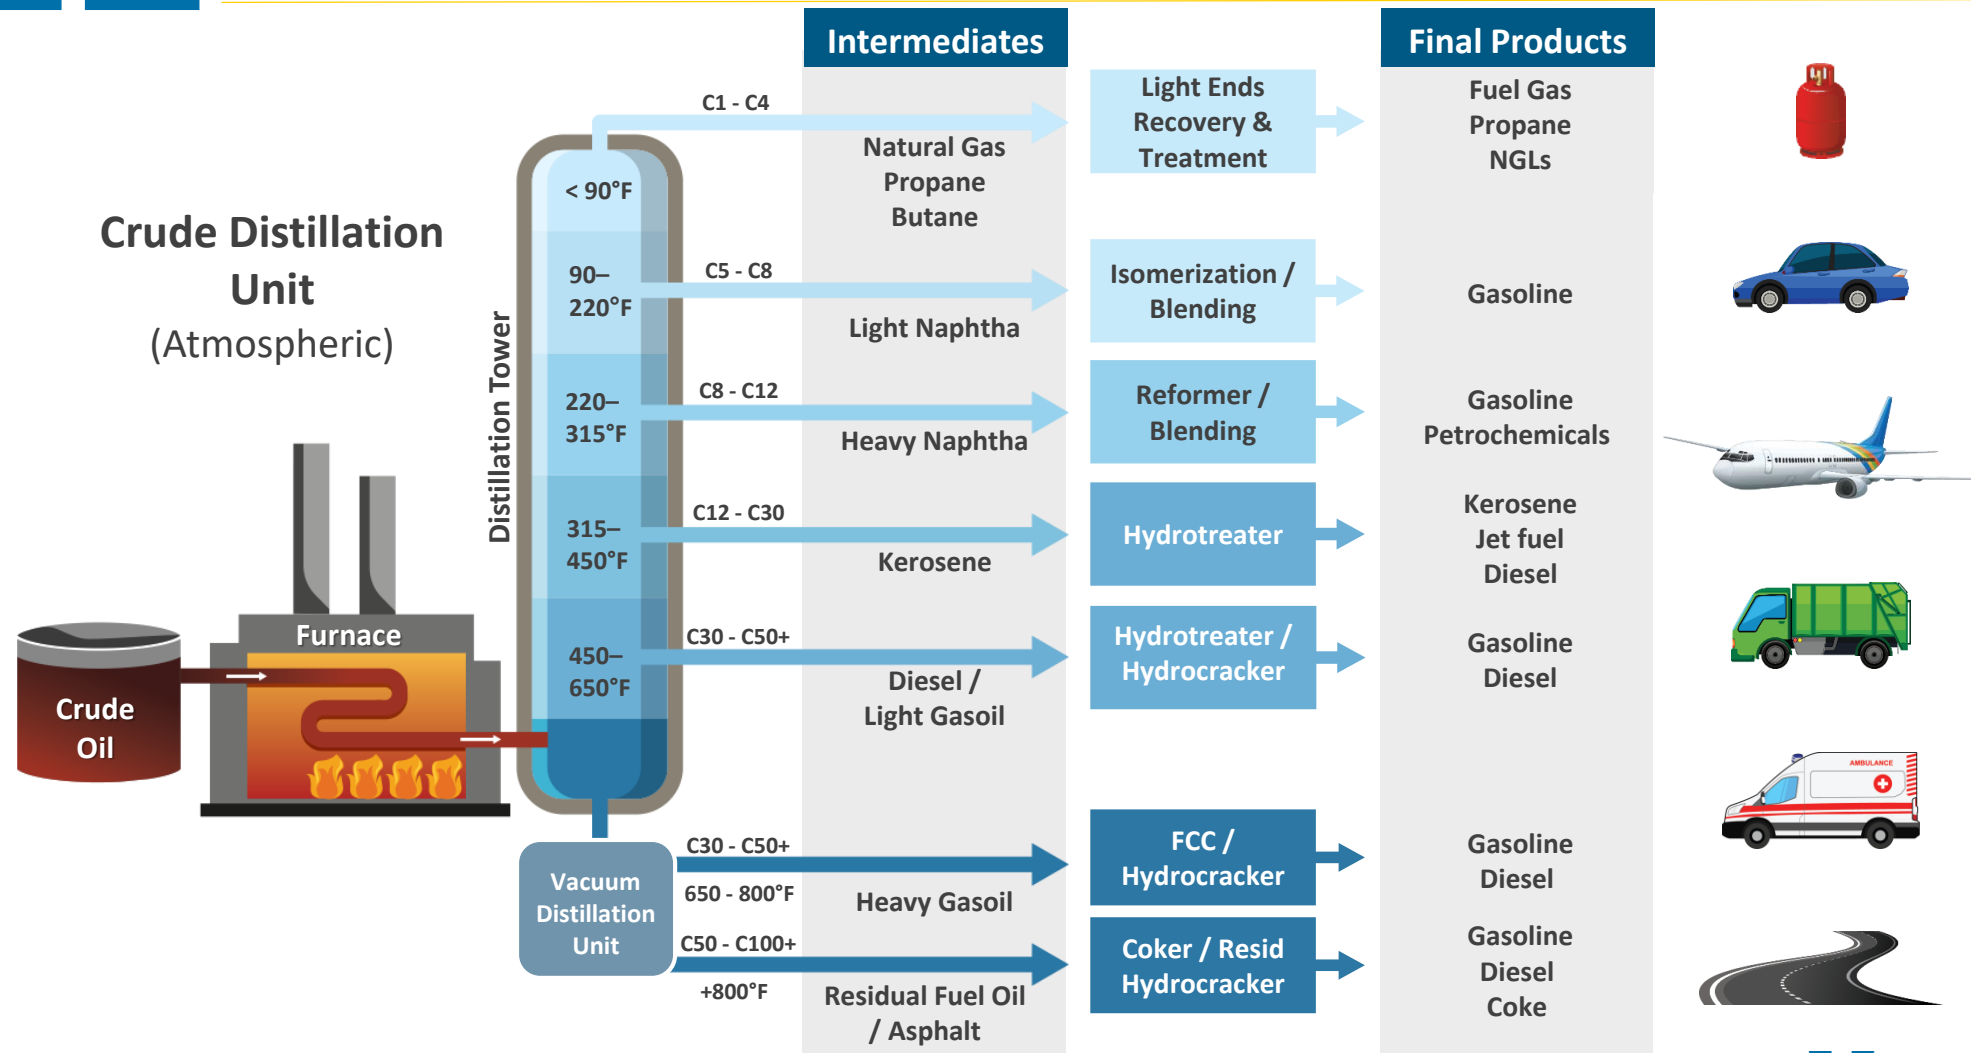 Intermediates
Final Products
Crude Distillation
Unit
(Atmospheric)
Distillation Tower
Crude
Oil
Furnace
< 90°F
C1 - C4
Natural Gas
Propane
Butane
Light Ends
Recovery &
Treatment
Fuel Gas
Propane
NGLs
90–
220°F
C5 - C8
Light Naphtha
Isomerization /
Blending
Gasoline
220–
315°F
C8 - C12
Heavy Naphtha
Reformer /
Blending
Gasoline
Petrochemicals
315–
450°F
C12 - C30
Kerosene
Hydrotreater
Kerosene
Jet fuel
Diesel
450–
650°F
C30 - C50+
Diesel /
Light Gasoil
Hydrotreater /
Hydrocracker
Gasoline
Diesel
Vacuum
Distillation
Unit
C30 - C50+
650 - 800°F
Heavy Gasoil
FCC /
Hydrocracker
Gasoline
Diesel
AMBULANCE
C50 - C100+
+800°F
Residual Fuel Oil
/ Asphalt
Coker / Resid
Hydrocracker
Gasoline
Diesel
Coke